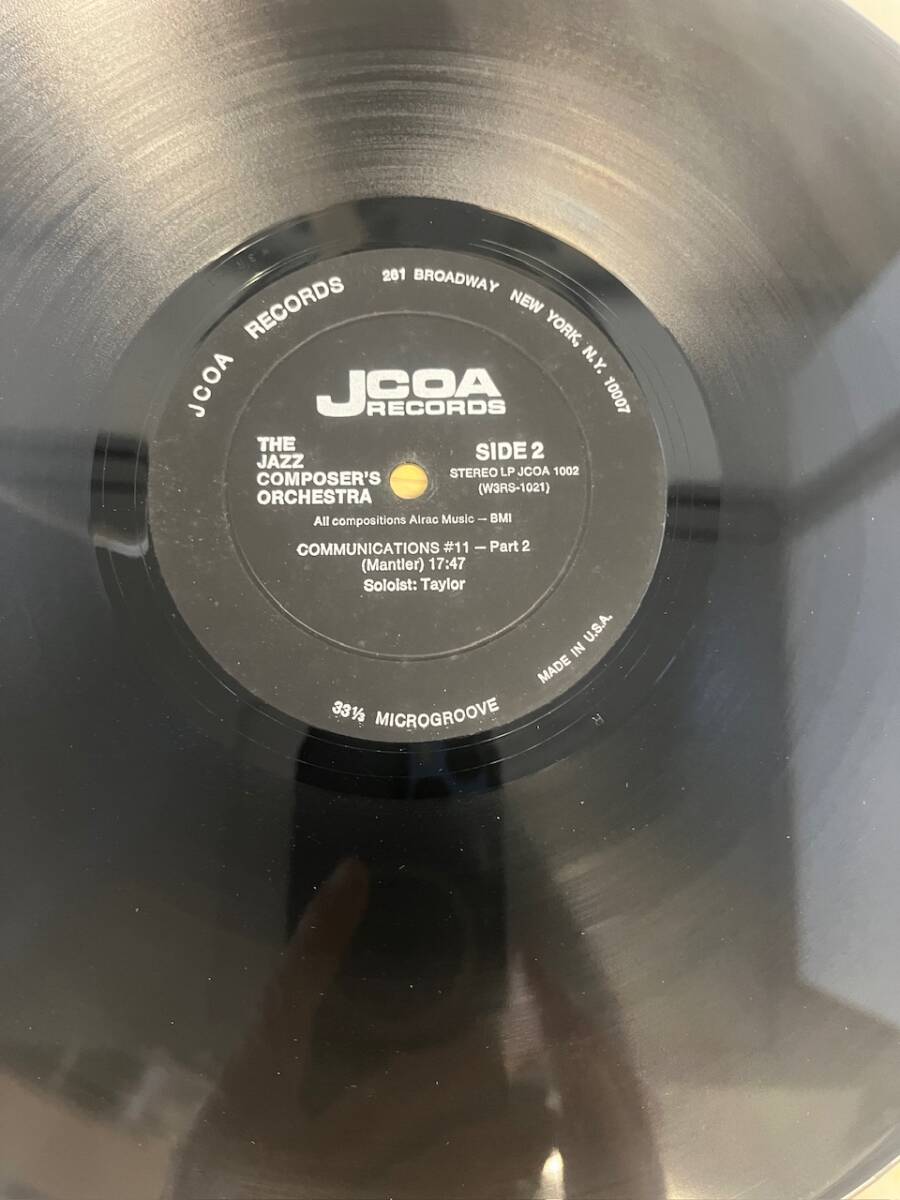 JCOA RECORDS 261 BROADWAY NEW YORK, N.Y. 10007
JCOA
RECORDS
THE
JAZZ
COMPOSER'S
ORCHESTRA
SIDE 2
STEREO LP JCOA 1002
(W3RS-1021)
All compositions Airac Music — BMI
COMMUNICATIONS #11 — Part 2
(Mantler) 17:47
Soloist: Taylor
33⅓ MICROGROOVE
MADE IN U.S.A.